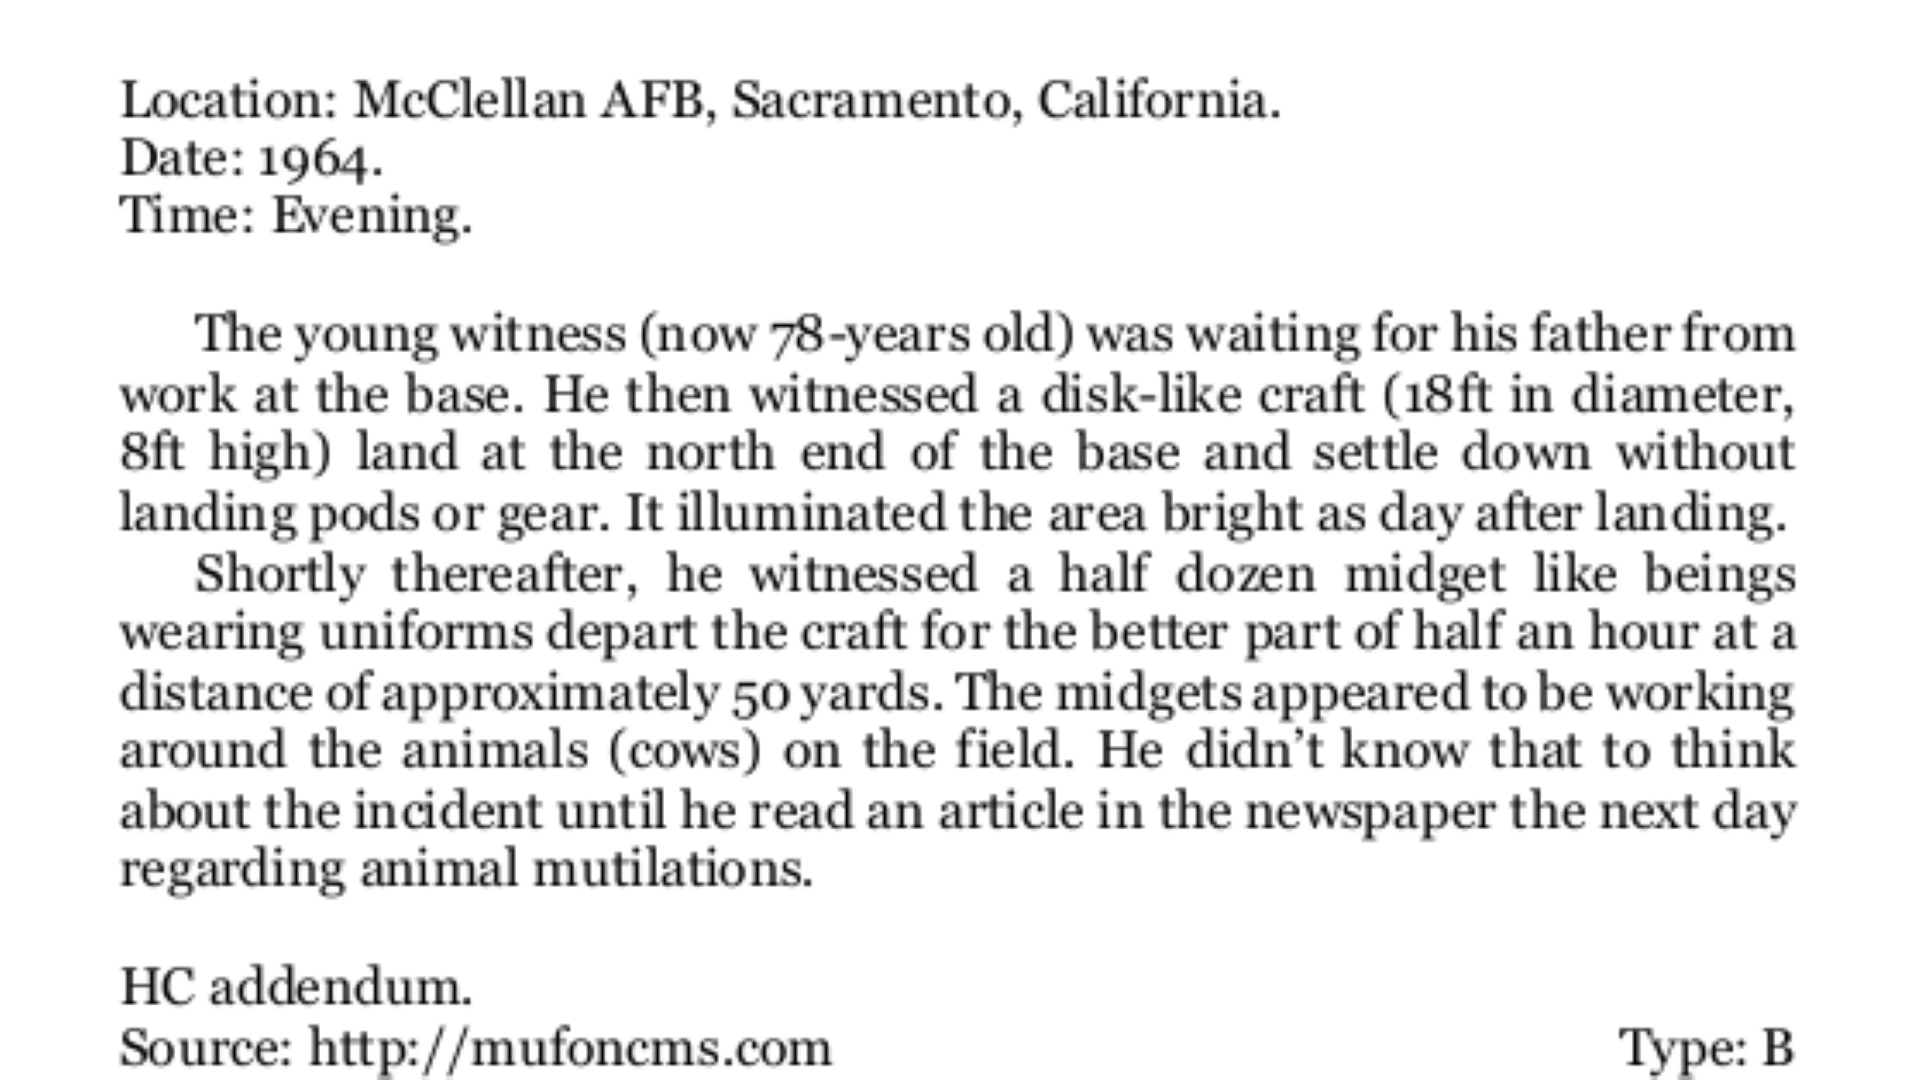 Location: McClellan AFB, Sacramento, California.
Date: 1964.
Time: Evening.
The young witness (now 78-years old) was waiting for his father from
work at the base. He then witnessed a disk-like craft (18ft in diameter,
8ft high) land at the north end of the base and settle down without
landing pods or gear. It illuminated the area bright as day after landing.
Shortly thereafter, he witnessed a half dozen midget like beings
wearing uniforms depart the craft for the better part of half an hour at a
distance of approximately 50 yards. The midgets appeared to be working
around the animals (cows) on the field. He didn’t know that to think
about the incident until he read an article in the newspaper the next day
regarding animal mutilations.
HC addendum.
Source: http://mufoncms.com Type: B